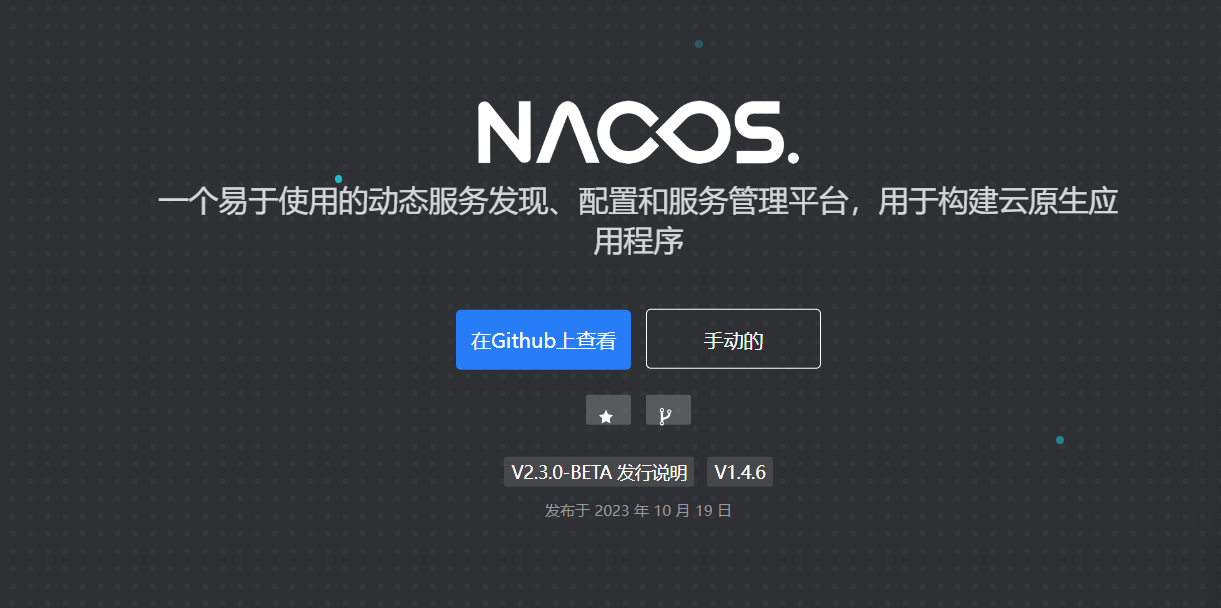 NACOS.
一个易于使用的动态服务发现、配置和服务管理平台，用于构建云原生应
用程序
在Github上查看 手动的
V2.3.0-BETA 发行说明 V1.4.6
发布于 2023 年 10 月 19 日